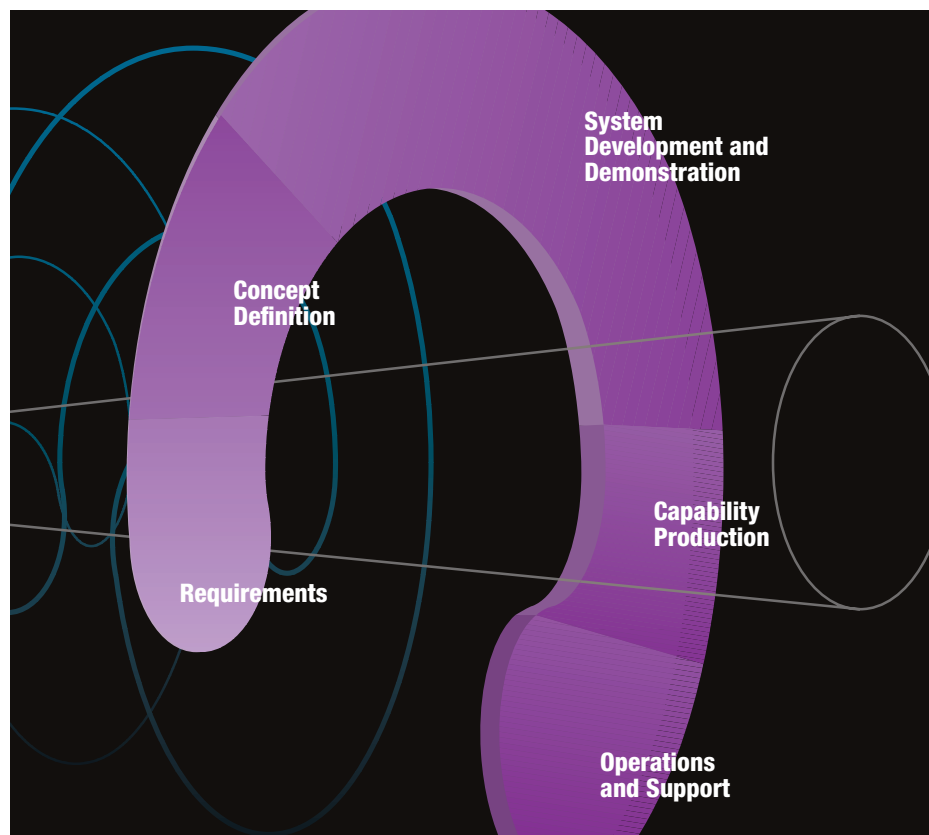 System
Development and
Demonstration
Concept
Definition
Capability
Production
Requirements
Operations
and Support